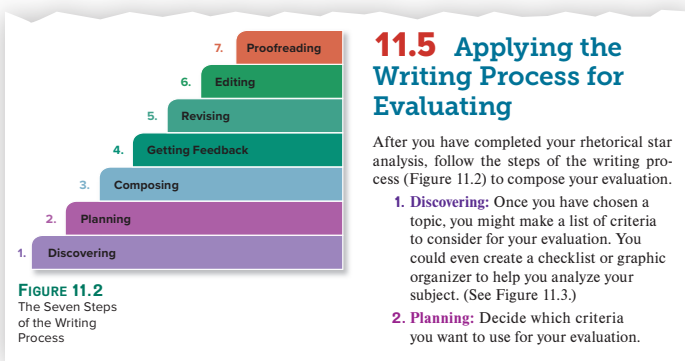 7. Proofreading
6. Editing
5. Revising
4. Getting Feedback
3. Composing
2. Planning
1. Discovering
FIGURE 11.2
The Seven Steps
of the Writing
Process
11.5 Applying the
Writing Process for
Evaluating
After you have completed your rhetorical star
analysis, follow the steps of the writing pro-
cess (Figure 11.2) to compose your evaluation.
1. Discovering: Once you have chosen a
topic, you might make a list of criteria
to consider for your evaluation. You
could even create a checklist or graphic
organizer to help you analyze your
subject. (See Figure 11.3.)
2. Planning: Decide which criteria
you want to use for your evaluation.